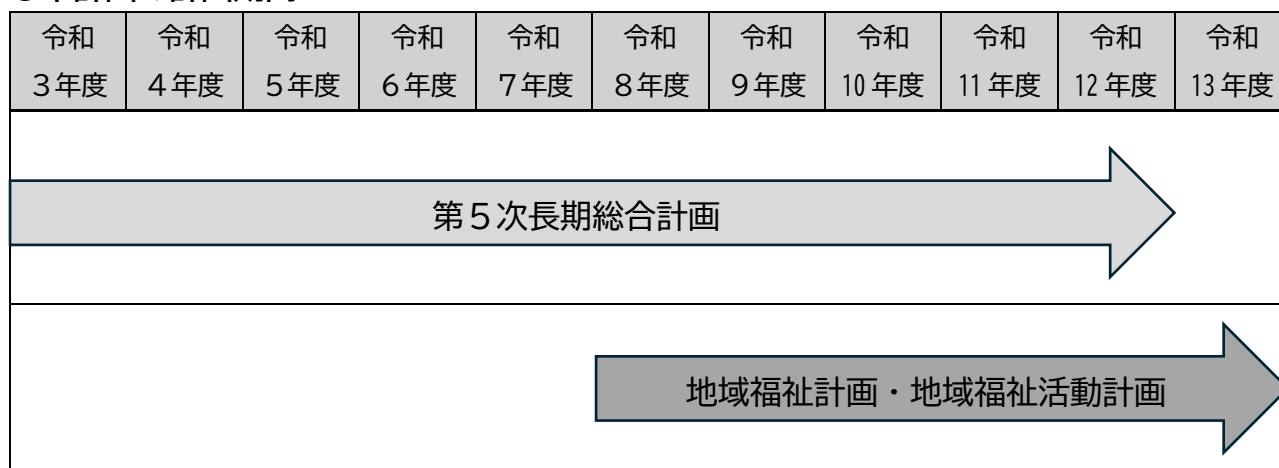 令和 令和 令和 令和 令和 令和 令和 令和 令和 令和 令和
3年度 4年度 5年度 6年度 7年度 8年度 9年度 10年度 11年度 12年度 13年度
第5次長期総合計画
地域福祉計画・地域福祉活動計画